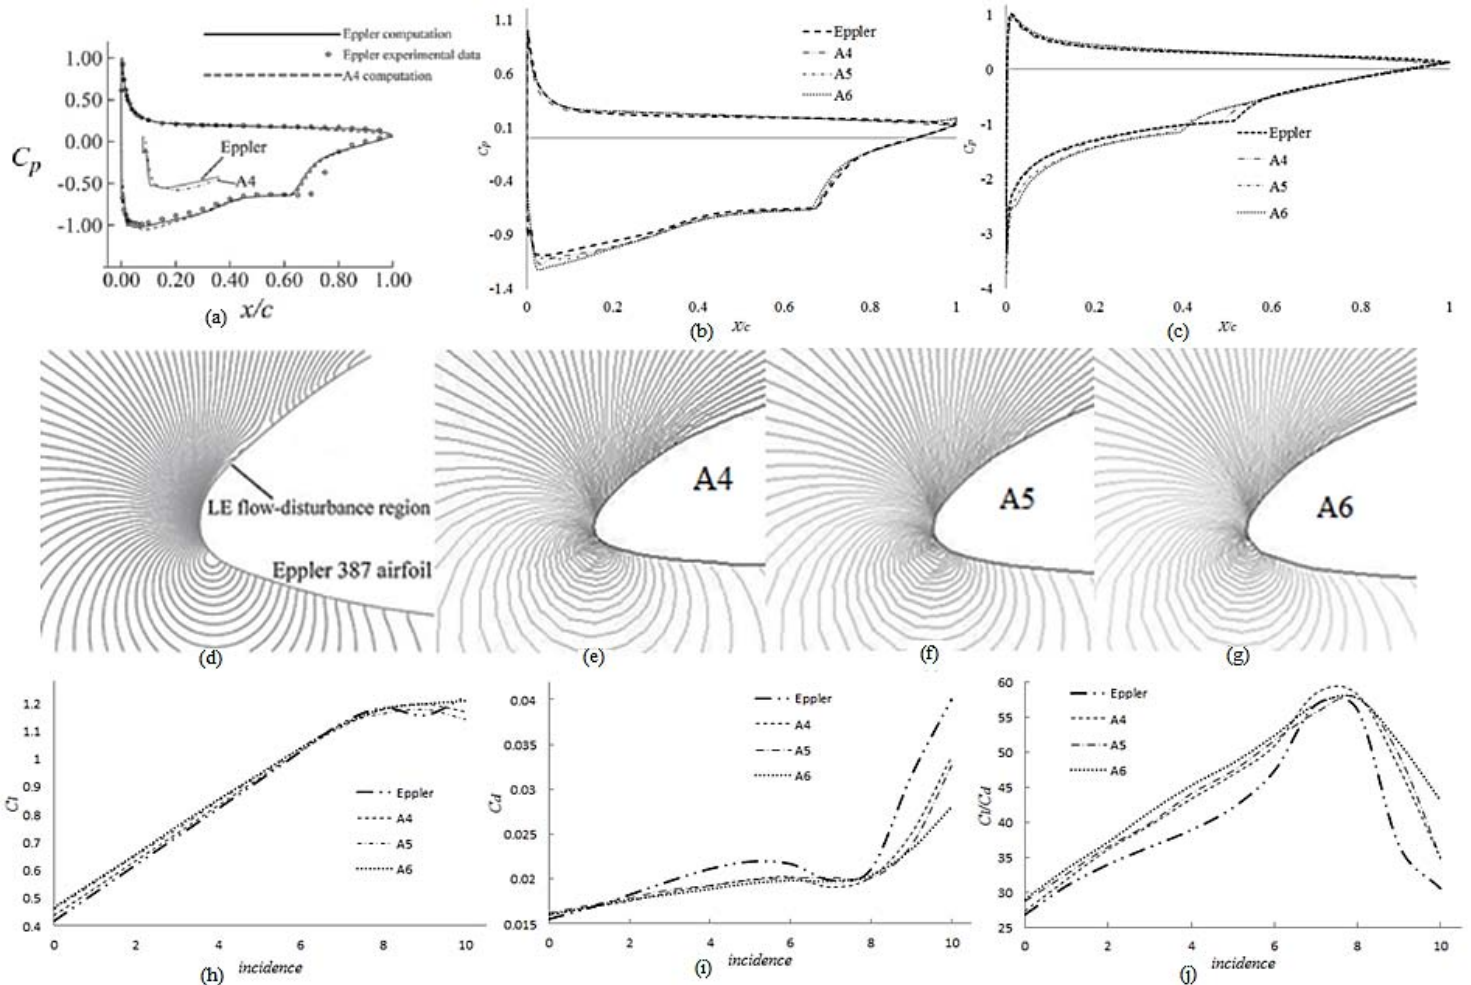 Eppler computation
Eppler experimental data
A4 computation
1.00
0.50
0.00
-0.50
-1.00
Cp
Eppler
A4
0.00 0.20 0.40 0.60 0.80 1.00
x/c
(a)
1.1
0.6
0.1
-0.4
-0.9
-1.4
Cp
Eppler
A4
A5
A6
0 0.2 0.4 0.6 0.8 1
x/c
(b)
1
0
-1
-2
-3
-4
Cp
Eppler
A4
A5
A6
0 0.2 0.4 0.6 0.8 1
x/c
(c)
LE flow-disturbance region
Eppler 387 airfoil
(d)
A4
(e)
A5
(f)
A6
(g)
1.2
1.1
1
0.9
0.8
0.7
0.6
0.5
0.4
Cl
Eppler
A4
A5
A6
0 2 4 6 8 10
incidence
(h)
0.04
0.035
0.03
0.025
0.02
0.015
Cd
Eppler
A4
A5
A6
0 2 4 6 8 10
incidence
(i)
60
55
50
45
40
35
30
25
Cl/Cd
Eppler
A4
A5
A6
0 2 4 6 8 10
incidence
(j)